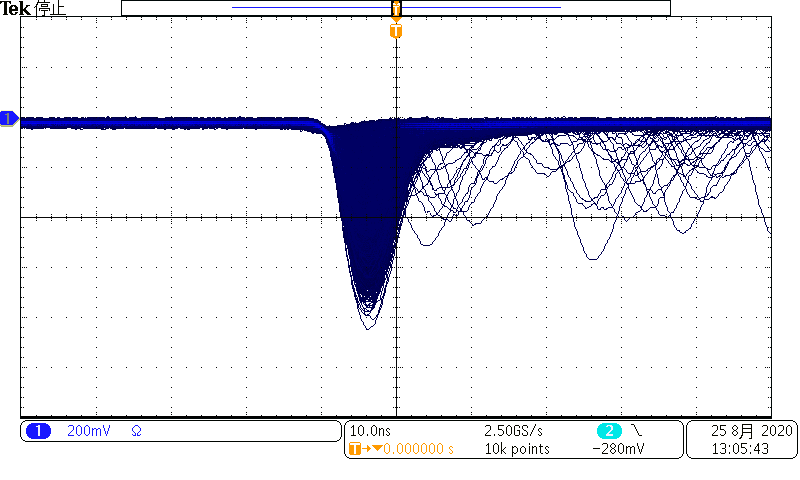 Tek 停止
T
T
1
1 200mV Ω
10.0ns 2.50GS/s 2
T→▼0.000000 s 10k points −280mV
25 8月 2020
13:05:43